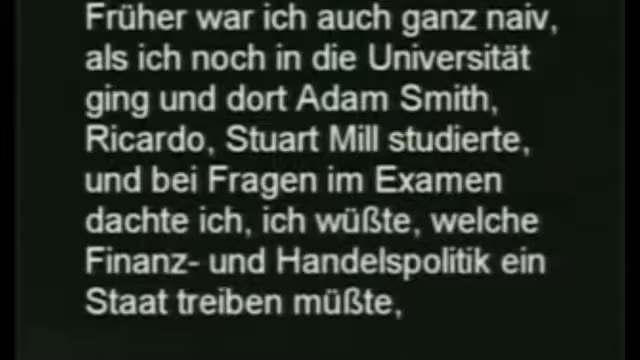 Früher war ich auch ganz naiv,
als ich noch in die Universität
ging und dort Adam Smith,
Ricardo, Stuart Mill studierte,
und bei Fragen im Examen
dachte ich, ich wüßte, welche
Finanz- und Handelspolitik ein
Staat treiben müßte,